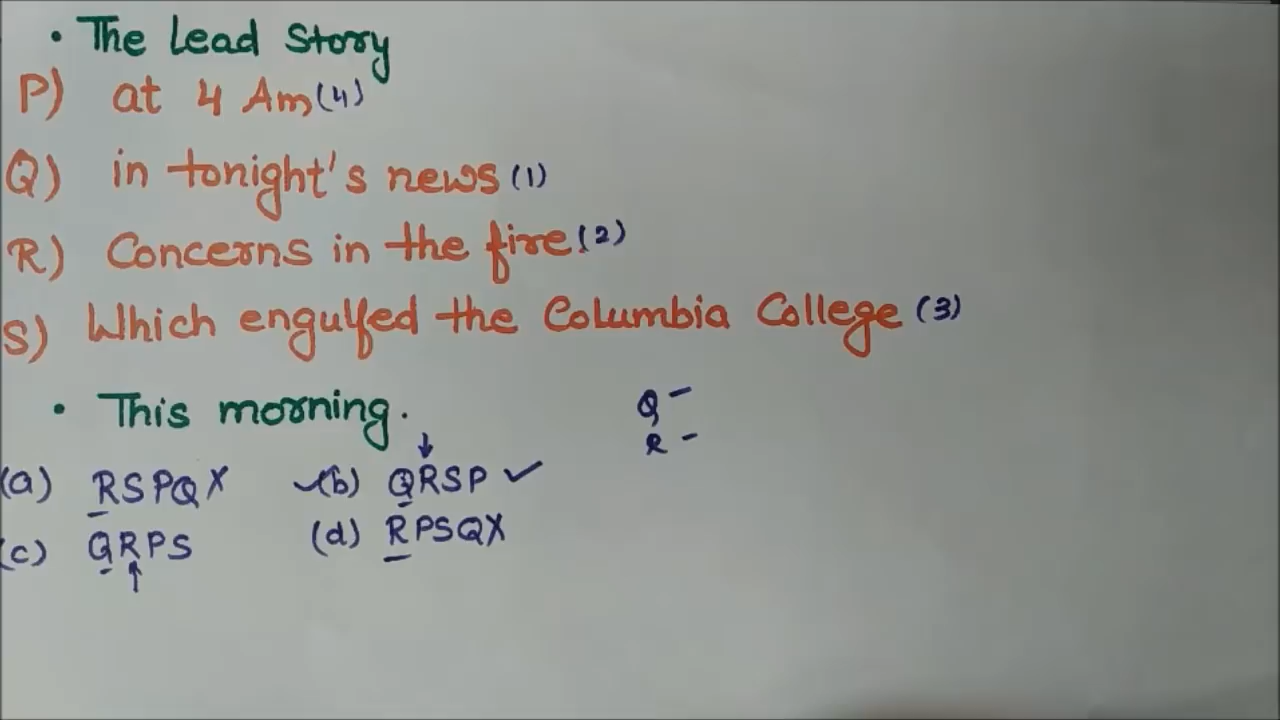 • The Lead Story
P) at 4 Am (4)
Q) in tonight's news (1)
R) Concerns in the fire. (2)
S) Which engulfed the Columbia College (3)
• This morning.
Q –
R –
(a) RSPQ X ✓(b) QRSP ✓
(c) QRPS (d) RPSQ X